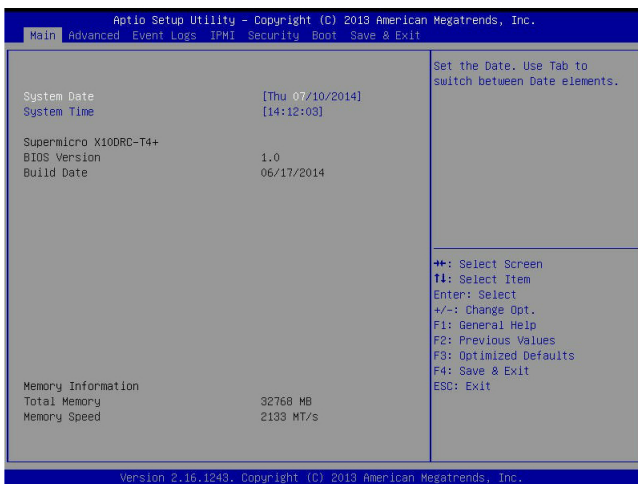 Aptio Setup Utility – Copyright (C) 2013 American Megatrends, Inc.
Main Advanced Event Logs IPMI Security Boot Save & Exit
System Date [Thu 07/10/2014]
System Time [14:12:03]
Supermicro X10DRC-T4+
BIOS Version 1.0
Build Date 06/17/2014
Memory Information
Total Memory 32768 MB
Memory Speed 2133 MT/s
Set the Date. Use Tab to
switch between Date elements.
→←: Select Screen
↑↓: Select Item
Enter: Select
+/-: Change Opt.
F1: General Help
F2: Previous Values
F3: Optimized Defaults
F4: Save & Exit
ESC: Exit
Version 2.16.1243. Copyright (C) 2013 American Megatrends, Inc.